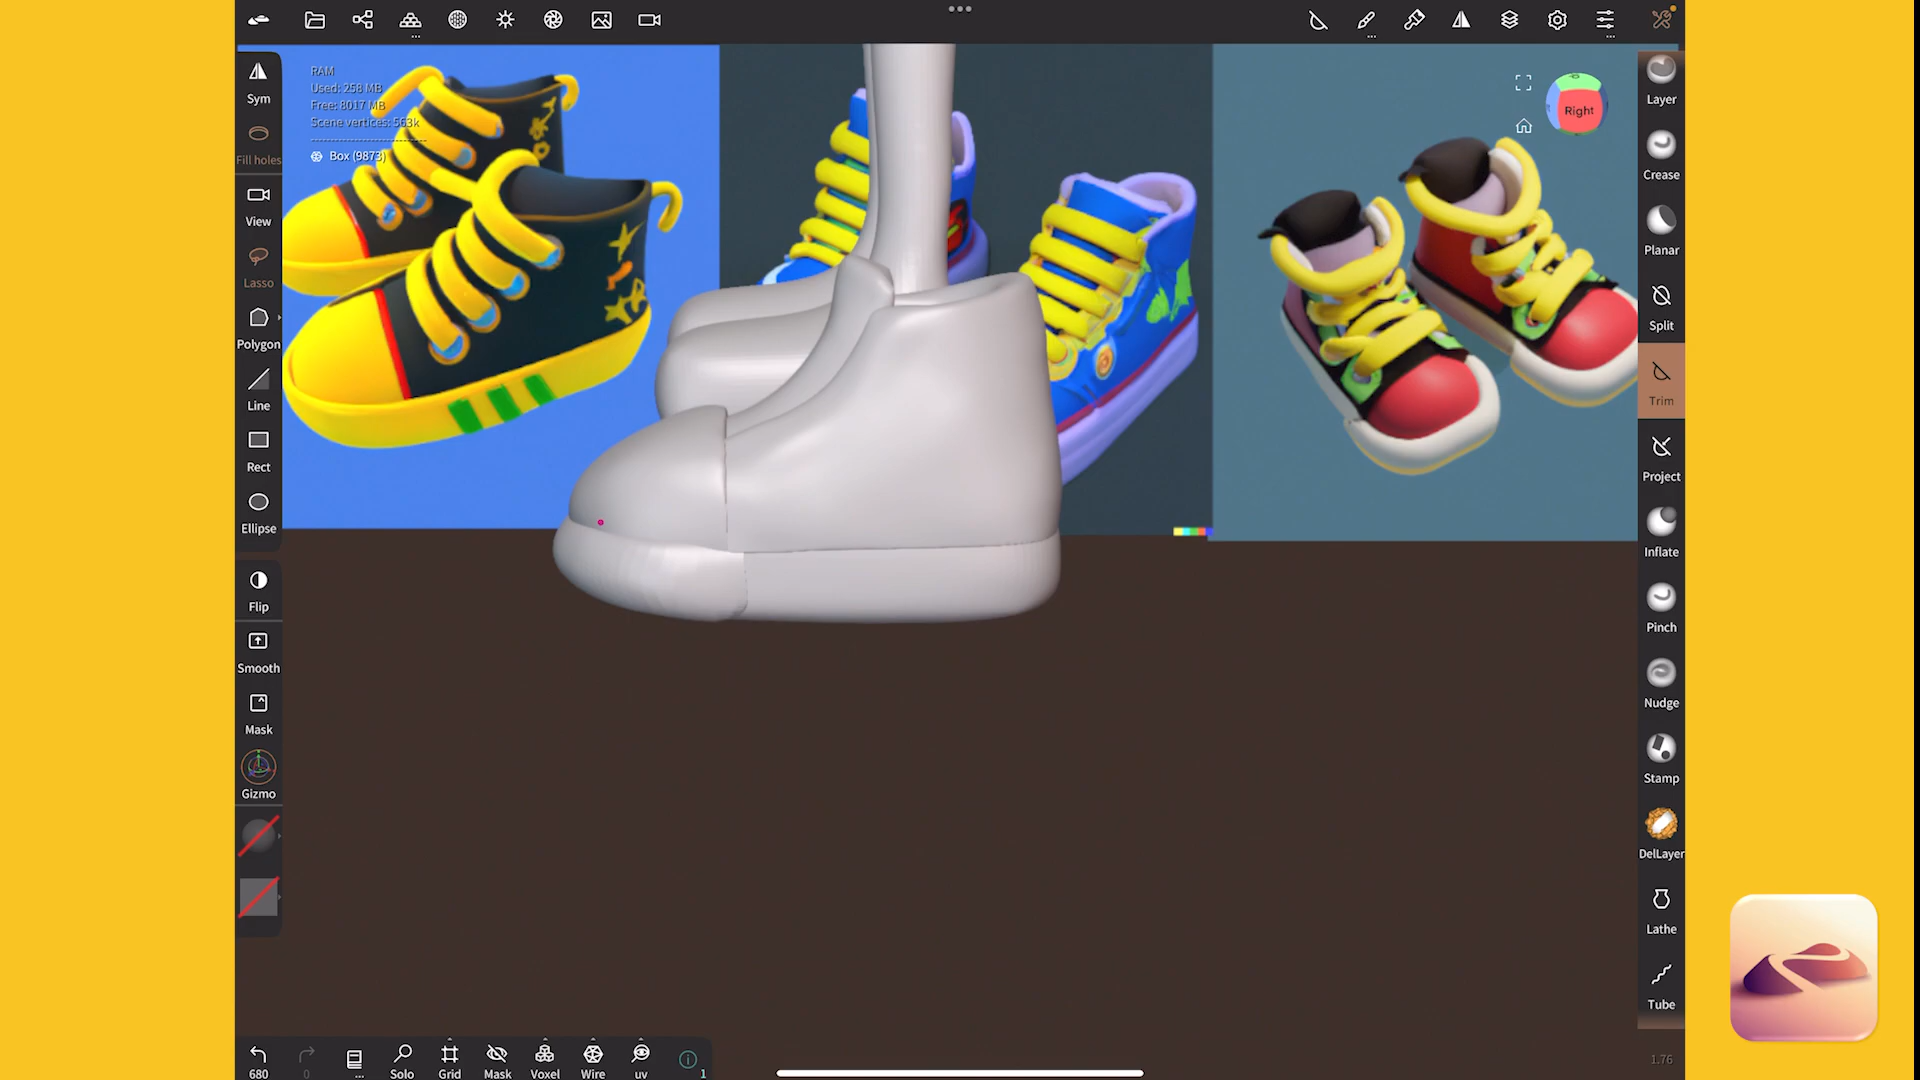 RAM
Used: 258 MB
Free: 8017 MB
Scene vertices: 563k
Box (9873)
Right
Sym
Fill holes
View
Lasso
Polygon
Line
Rect
Ellipse
Flip
Smooth
Mask
Gizmo
Layer
Crease
Planar
Split
Trim
Project
Inflate
Pinch
Nudge
Stamp
DelLayer
Lathe
Tube
1.76
680
0
...
Solo
Grid
Mask
Voxel
Wire
uv
1